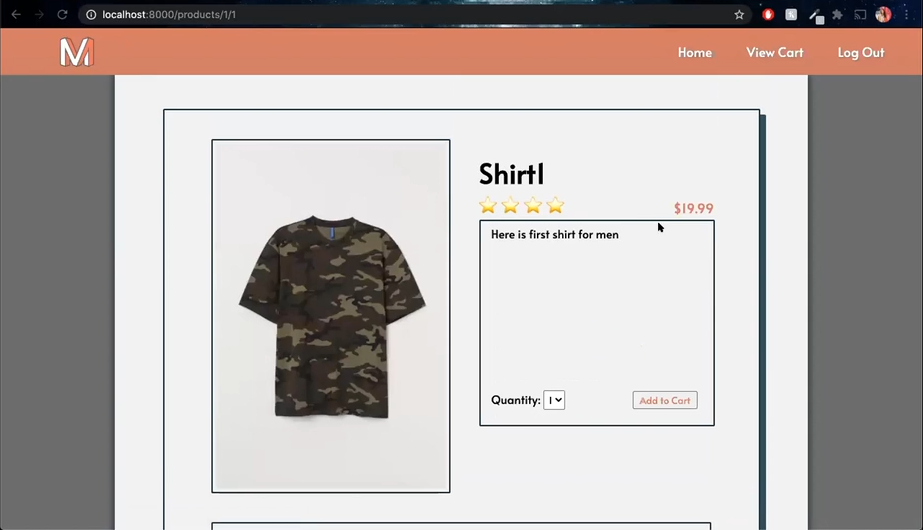 localhost:8000/products/1/1
M
Home
View Cart
Log Out
Shirt1
$19.99
Here is first shirt for men
Quantity: 1
Add to Cart